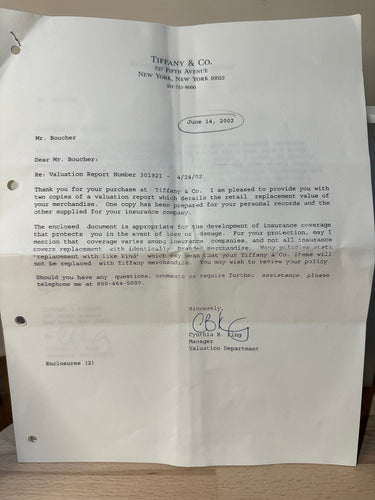 TIFFANY & CO.
727 FIFTH AVENUE
NEW YORK, NEW YORK 10022
212-755-8000
June 14, 2002
Mr. Boucher
Dear Mr. Boucher:
Re: Valuation Report Number 301921 - 4/24/02
Thank you for your purchase at Tiffany & Co. I am pleased to provide you with
two copies of a valuation report which details the retail replacement value of
your merchandise. One copy has been prepared for your personal records and the
other supplied for your insurance company.
The enclosed document is appropriate for the development of insurance coverage
that protects you in the event of loss or damage. For your protection, may I
mention that coverage varies among insurance companies, and not all insurance
covers replacement with identically branded merchandise. Many policies state
"replacement with like kind" which may mean that your Tiffany & Co. items will
not be replaced with Tiffany merchandise. You may wish to review your policy.
Should you have any questions, comments or require further assistance, please
telephone me at 800-464-5600.
Sincerely,
Cynthia B. King
Manager
Valuation Department
Enclosures (2)